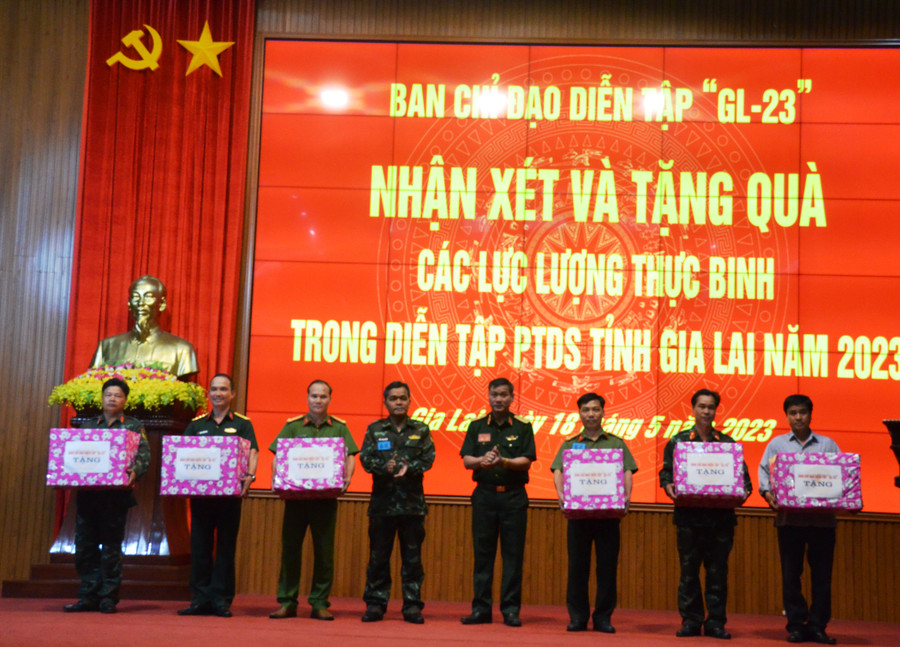 BAN CHỈ ĐẠO DIỄN TẬP "GL-23"
NHẬN XÉT VÀ TẶNG QUÀ
CÁC LỰC LƯỢNG THỰC BINH
TRONG DIỄN TẬP PTDS TỈNH GIA LAI NĂM 2023
Gia Lai, ngày 18 tháng 5 năm 2023
TẶNG
TẶNG
TẶNG
TẶNG
TẶNG
TẶNG